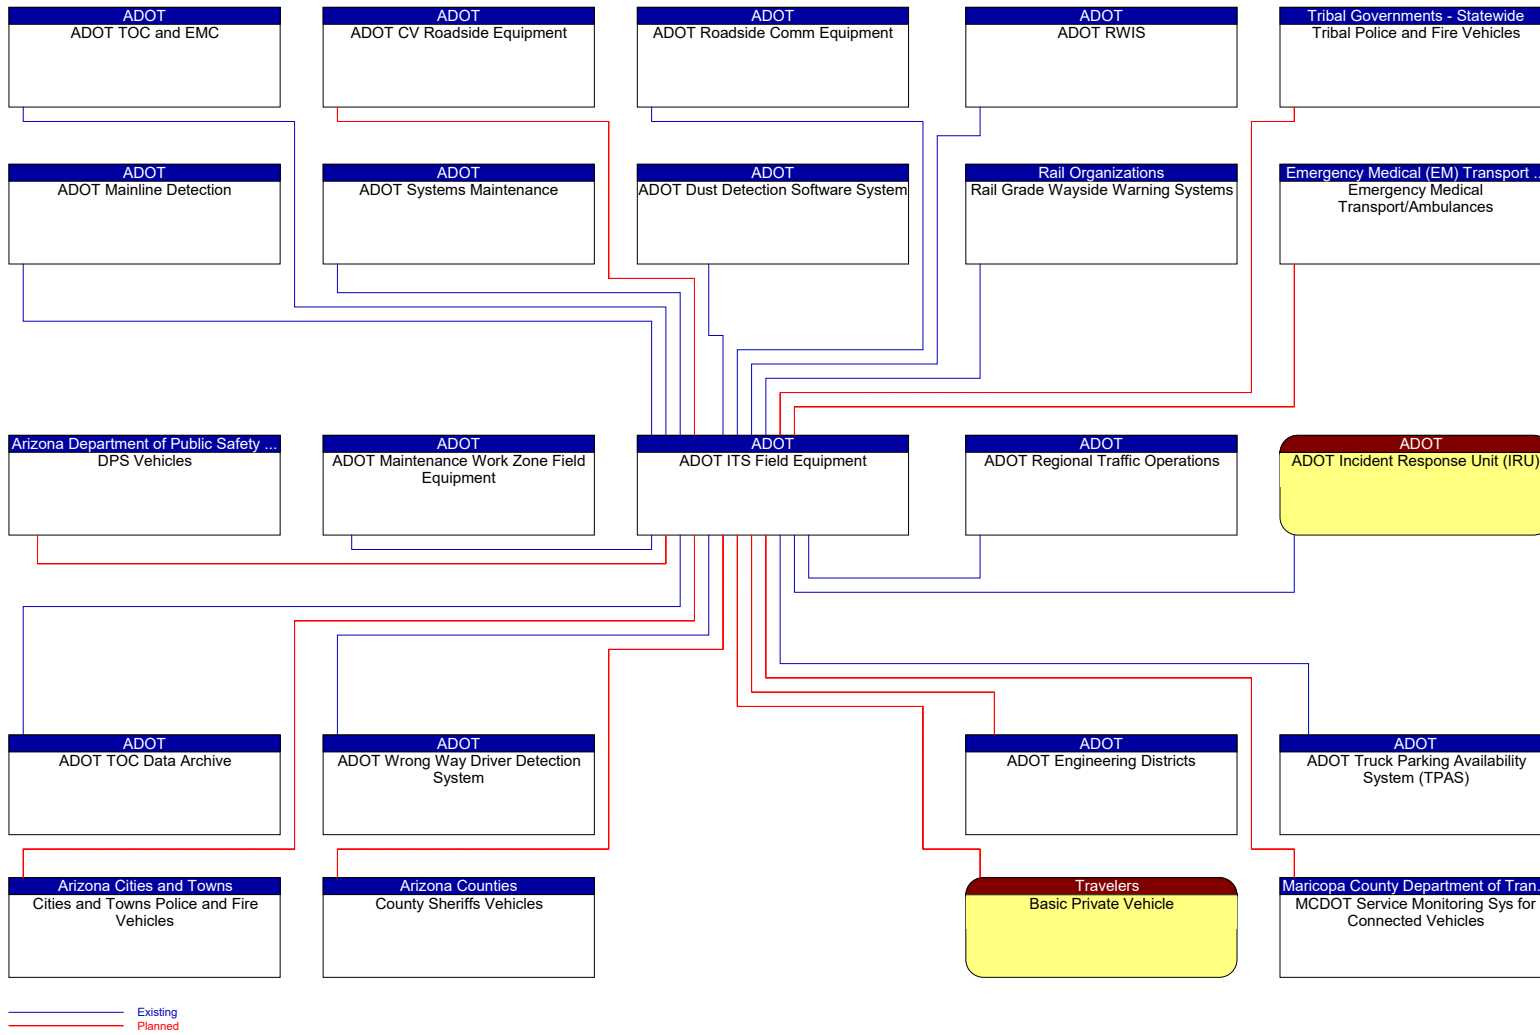 ADOT
ADOT TOC and EMC
ADOT
ADOT CV Roadside Equipment
ADOT
ADOT Roadside Comm Equipment
ADOT
ADOT RWIS
Tribal Governments - Statewide
Tribal Police and Fire Vehicles
ADOT
ADOT Mainline Detection
ADOT
ADOT Systems Maintenance
ADOT
ADOT Dust Detection Software System
Rail Organizations
Rail Grade Wayside Warning Systems
Emergency Medical (EM) Transport ..
Emergency Medical
Transport/Ambulances
Arizona Department of Public Safety ...
DPS Vehicles
ADOT
ADOT Maintenance Work Zone Field
Equipment
ADOT
ADOT ITS Field Equipment
ADOT
ADOT Regional Traffic Operations
ADOT
ADOT Incident Response Unit (IRU)
ADOT
ADOT TOC Data Archive
ADOT
ADOT Wrong Way Driver Detection
System
ADOT
ADOT Engineering Districts
ADOT
ADOT Truck Parking Availability
System (TPAS)
Arizona Cities and Towns
Cities and Towns Police and Fire
Vehicles
Arizona Counties
County Sheriffs Vehicles
Travelers
Basic Private Vehicle
Maricopa County Department of Tran.
MCDOT Service Monitoring Sys for
Connected Vehicles
Existing
Planned